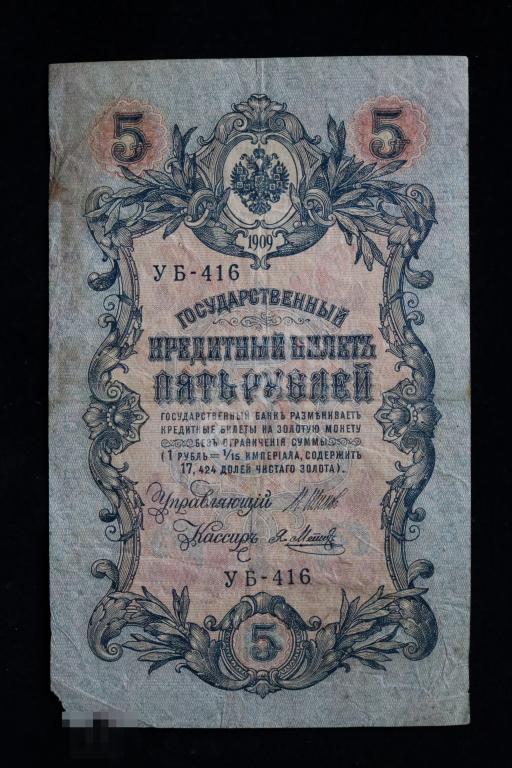 5 5
1909
УБ-416
ГОСУДАРСТВЕННЫЙ
КРЕДИТНЫЙ БИЛЕТЪ
ПЯТЬ РУБЛЕЙ
ГОСУДАРСТВЕННЫЙ БАНКЪ РАЗМѢНИВАЕТЪ
КРЕДИТНЫЕ БИЛЕТЫ НА ЗОЛОТУЮ МОНЕТУ
БЕЗЪ ОГРАНИЧЕНІЯ СУММЫ
(1 РУБЛЬ = 1/15 ИМПЕРІАЛА, СОДЕРЖИТЪ
17,424 ДОЛЕЙ ЧИСТАГО ЗОЛОТА).
Управляющій
Кассиръ
УБ-416
5